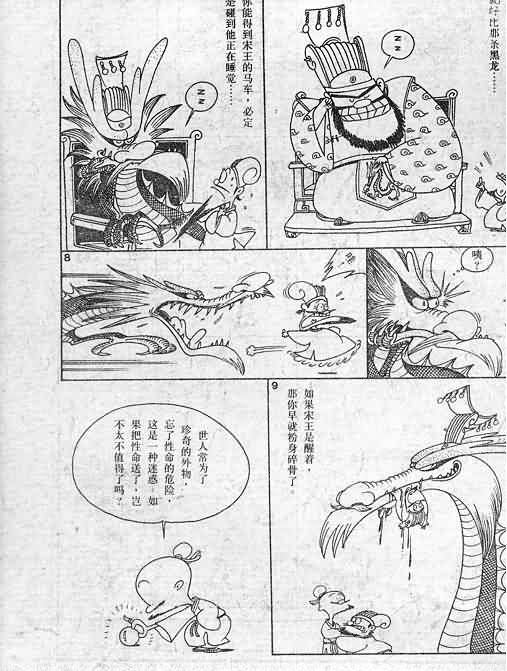 就好比那条黑龙
你能得到宋王的马车，必定
是碰到他正在睡觉……
Z
N
Z
N
8
咦？
9
如果宋王是醒着，
那你早就粉身碎骨了。
世人常为了
珍奇的外物，
忘了性命的危险，
这是一种迷惑。如
果把性命送了，岂
不太不值得了吗？